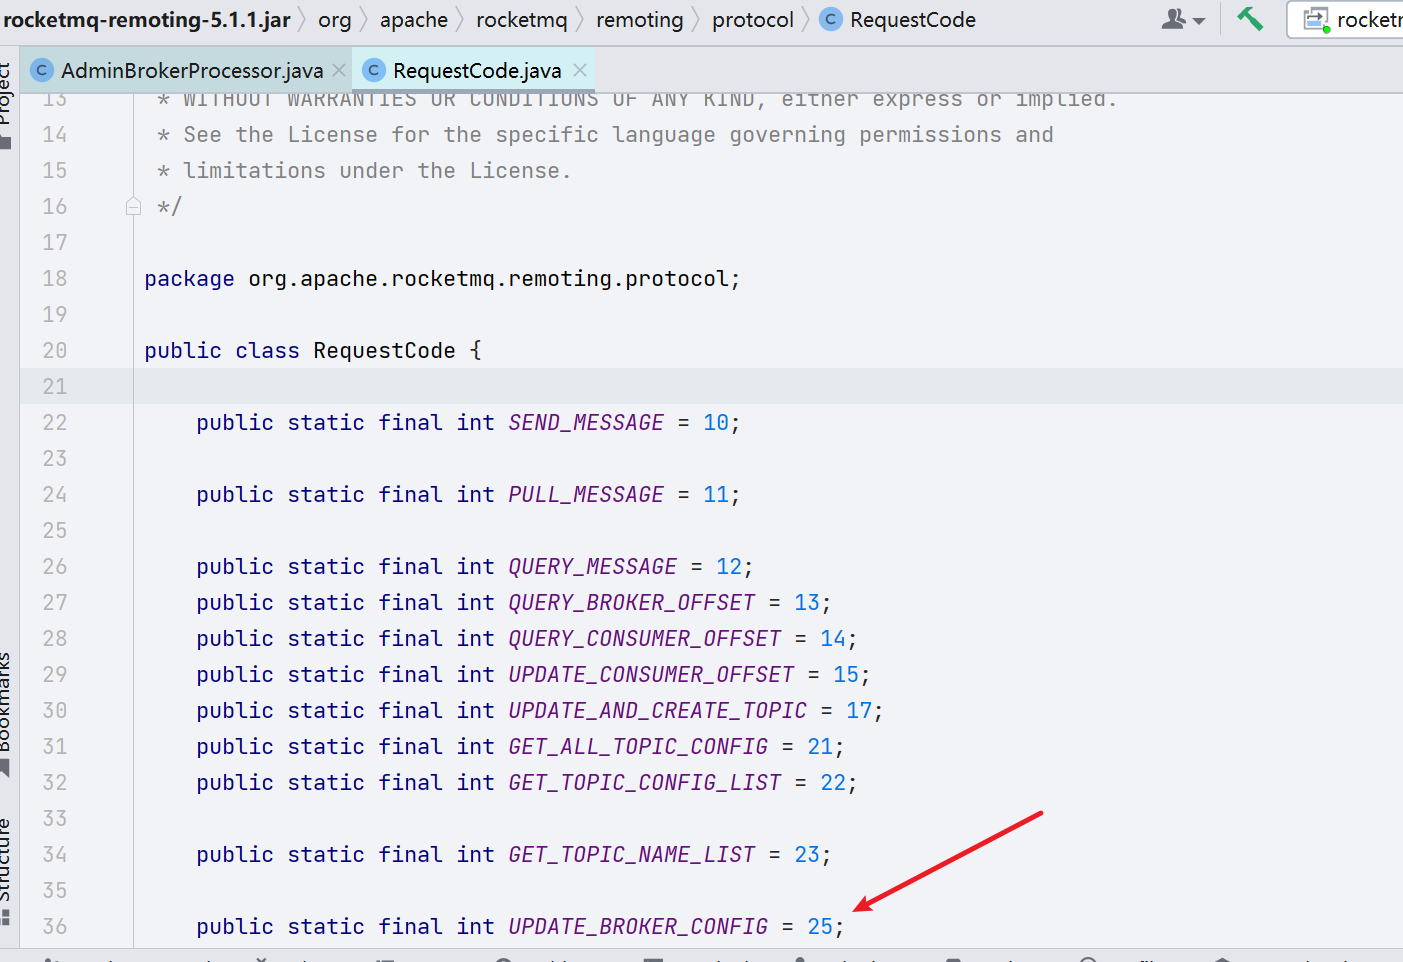 rocketmq-remoting-5.1.1.jar org apache rocketmq remoting protocol C RequestCode
C AdminBrokerProcessor.java C RequestCode.java
Project
13 * WITHOUT WARRANTIES OR CONDITIONS OF ANY KIND, either express or implied.
14 * See the License for the specific language governing permissions and
15 * limitations under the License.
16 */
17
18 package org.apache.rocketmq.remoting.protocol;
19
20 public class RequestCode {
21
22 public static final int SEND_MESSAGE = 10;
23
24 public static final int PULL_MESSAGE = 11;
25
26 public static final int QUERY_MESSAGE = 12;
27 public static final int QUERY_BROKER_OFFSET = 13;
28 public static final int QUERY_CONSUMER_OFFSET = 14;
29 public static final int UPDATE_CONSUMER_OFFSET = 15;
30 public static final int UPDATE_AND_CREATE_TOPIC = 17;
31 public static final int GET_ALL_TOPIC_CONFIG = 21;
32 public static final int GET_TOPIC_CONFIG_LIST = 22;
33
34 public static final int GET_TOPIC_NAME_LIST = 23;
35
36 public static final int UPDATE_BROKER_CONFIG = 25;
Bookmarks
Structure